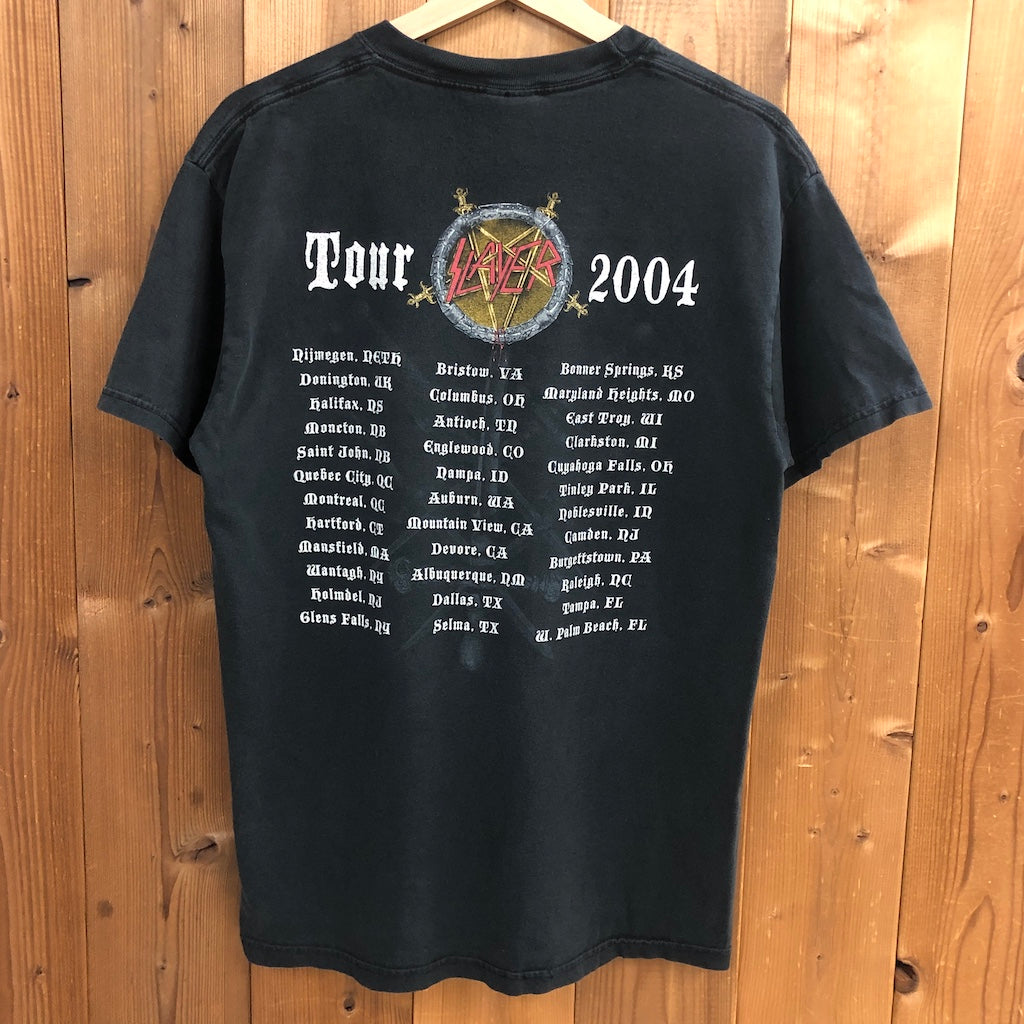 Tour SLAYER 2004
Nijmegen, NETH
Donington, UK
Halifax, NS
Moncton, NB
Saint John, NB
Quebec City, QC
Montreal, QC
Hartford, CT
Mansfield, MA
Wantagh, NY
Holmdel, NJ
Glens Falls, NY
Bristow, VA
Columbus, OH
Antioch, TN
Englewood, CO
Nampa, ID
Auburn, WA
Mountain View, CA
Devore, CA
Albuquerque, NM
Dallas, TX
Selma, TX
Bonner Springs, KS
Maryland Heights, MO
East Troy, WI
Clarkston, MI
Cuyahoga Falls, OH
Tinley Park, IL
Noblesville, IN
Camden, NJ
Burgettstown, PA
Raleigh, NC
Tampa, FL
W. Palm Beach, FL